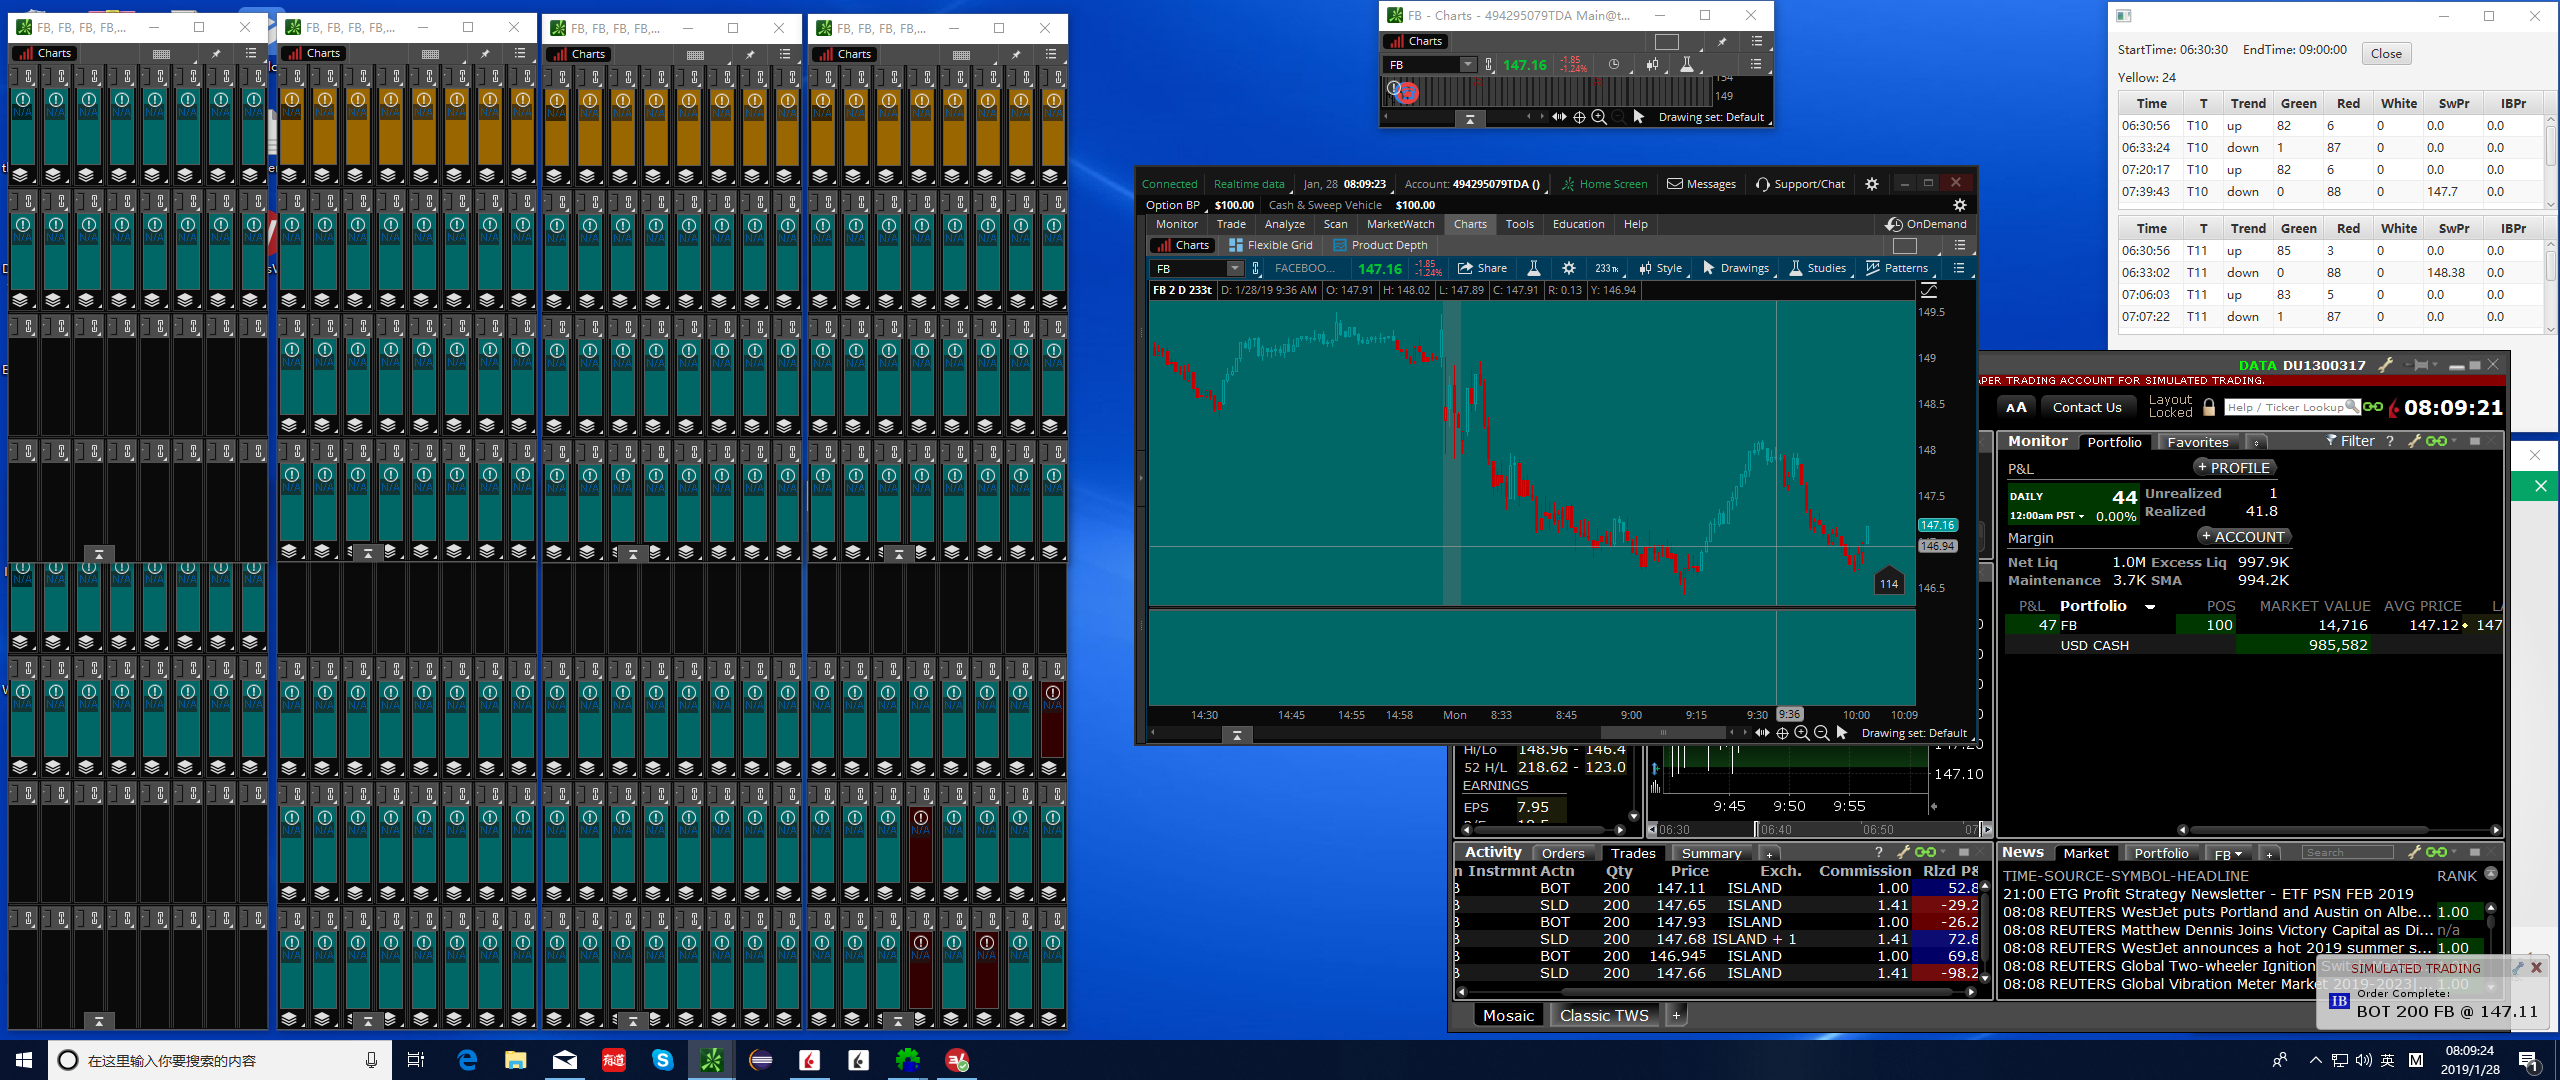 FB, FB, FB, FB,...
Charts
FB, FB, FB, FB,...
Charts
FB, FB, FB, FB,...
Charts
FB, FB, FB, FB,...
Charts
FB - Charts - 494295079TDA Main@t...
Charts
FB 147.16 -1.85 -1.24%
154
149
Drawing set: Default
StartTime: 06:30:30 EndTime: 09:00:00 Close
Yellow: 24
Time T Trend Green Red White SwPr IBPr
06:30:56 T10 up 82 6 0 0.0 0.0
06:33:24 T10 down 1 87 0 0.0 0.0
07:20:17 T10 up 82 6 0 0.0 0.0
07:39:43 T10 down 0 88 0 147.7 0.0
Time T Trend Green Red White SwPr IBPr
06:30:56 T11 up 85 3 0 0.0 0.0
06:33:02 T11 down 0 88 0 148.38 0.0
07:06:03 T11 up 83 5 0 0.0 0.0
07:07:22 T11 down 1 87 0 0.0 0.0
Connected Realtime data Jan, 28 08:09:23 Account: 494295079TDA () Home Screen Messages Support/Chat
Option BP $100.00 Cash & Sweep Vehicle $100.00
Monitor Trade Analyze Scan MarketWatch Charts Tools Education Help OnDemand
Charts Flexible Grid Product Depth
FB FACEBOO... 147.16 -1.85 -1.24% Share 233 Tk Style Drawings Studies Patterns
FB 2 D 233t D: 1/28/19 9:36 AM O: 147.91 H: 148.02 L: 147.89 C: 147.91 R: 0.13 Y: 146.94
149.5
149
148.5
148
147.5
147.16
146.94
146.5
114
14:30 14:45 14:55 14:58 Mon 8:33 8:45 9:00 9:15 9:30 9:36 10:00 10:09
Drawing set: Default
DATA DU1300317
APER TRADING ACCOUNT FOR SIMULATED TRADING.
AA Contact Us Layout Locked Help / Ticker Lookup 08:09:21
Monitor Portfolio Favorites Filter ?
P&L + PROFILE
DAILY 44 Unrealized 1
12:00am PST 0.00% Realized 41.8
Margin + ACCOUNT
Net Liq 1.0M Excess Liq 997.9K
Maintenance 3.7K SMA 994.2K
P&L Portfolio POS MARKET VALUE AVG PRICE
47 FB 100 14,716 147.12 147
USD CASH 985,582
Hi/Lo 148.96 - 146.4
52 H/L 218.62 - 123.0
EARNINGS
EPS 7.95
147.20
147.10
9:45 9:50 9:55
06:30 06:40 06:50
Activity Orders Trades Summary + ?
Instrmnt Actn Qty Price Exch. Commission Rlzd P&
BOT 200 147.11 ISLAND 1.00 52.8
SLD 200 147.65 ISLAND 1.41 -29.2
BOT 200 147.93 ISLAND 1.00 -26.2
SLD 200 147.68 ISLAND + 1 1.41 72.8
BOT 200 146.94⁵ ISLAND 1.00 69.8
SLD 200 147.66 ISLAND 1.41 -98.2
News Market Portfolio FB + Search
TIME-SOURCE-SYMBOL-HEADLINE RANK
21:00 ETG Profit Strategy Newsletter - ETF PSN FEB 2019
08:08 REUTERS WestJet puts Portland and Austin on Albe... 1.00
08:08 REUTERS Matthew Dennis Joins Victory Capital as Di... n/a
08:08 REUTERS WestJet announces a hot 2019 summer s... 1.00
08:08 REUTERS Global Two-wheeler Ignition
08:08 REUTERS Global Vibration Meter Market 2019-2023 1.00
SIMULATED TRADING
IB Order Complete:
BOT 200 FB @ 147.11
Mosaic Classic TWS +
在这里输入你要搜索的内容
有道
英 M
08:09:24
2019/1/28